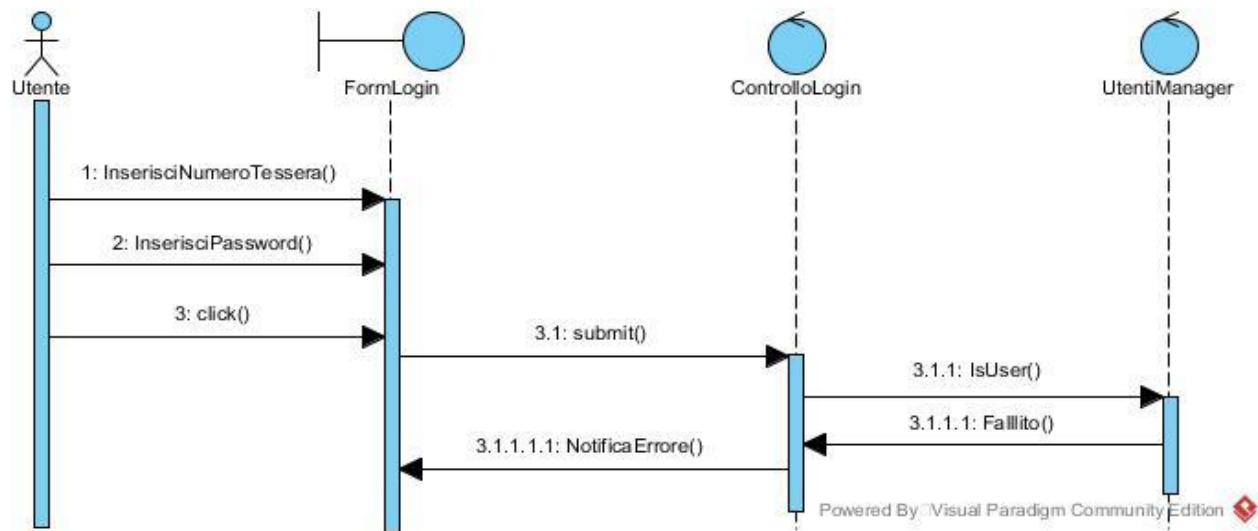 Utente
FormLogin
ControlloLogin
UtentiManager
1: InserisciNumeroTessera()
2: InserisciPassword()
3: click()
3.1: submit()
3.1.1: IsUser()
3.1.1.1: Falllito()
3.1.1.1.1: NotificaErrore()
Powered By Visual Paradigm Community Edition